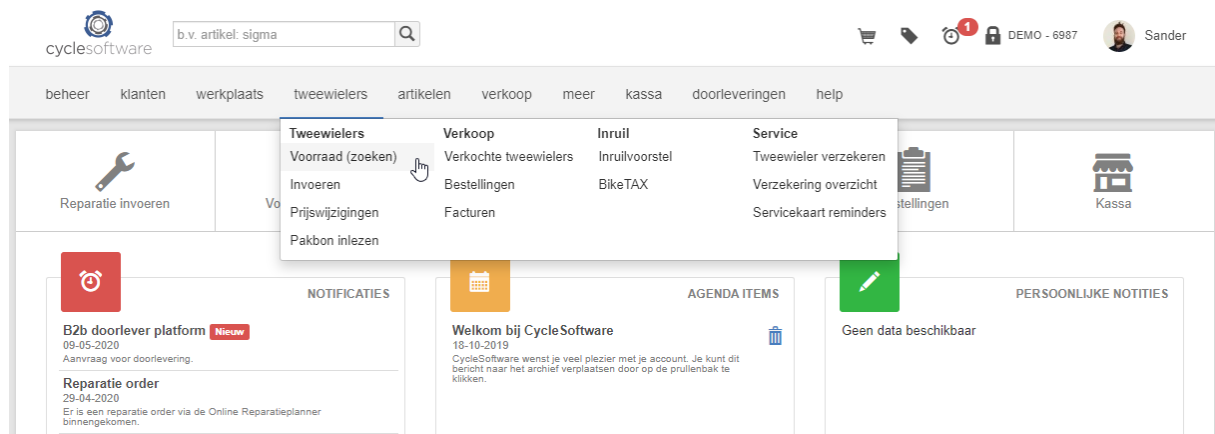 cyclesoftware
b.v. artikel: sigma
1
DEMO - 6987
Sander
beheer klanten werkplaats tweewielers artikelen verkoop meer kassa doorleveringen help
Tweewielers Verkoop Inruil Service
Voorraad (zoeken) Verkochte tweewielers Inruilvoorstel Tweewieler verzekeren
Invoeren Bestellingen BikeTAX Verzekering overzicht
Prijswijzigingen Facturen Servicekaart reminders
Pakbon inlezen
Reparatie invoeren Vo stellingen Kassa
NOTIFICATIES
B2b doorlever platform Nieuw
09-05-2020
Aanvraag voor doorlevering.
Reparatie order
29-04-2020
Er is een reparatie order via de Online Reparatieplanner
binnengekomen.
AGENDA ITEMS
Welkom bij CycleSoftware
18-10-2019
CycleSoftware wenst je veel plezier met je account. Je kunt dit
bericht naar het archief verplaatsen door op de prullenbak te
klikken.
PERSOONLIJKE NOTITIES
Geen data beschikbaar